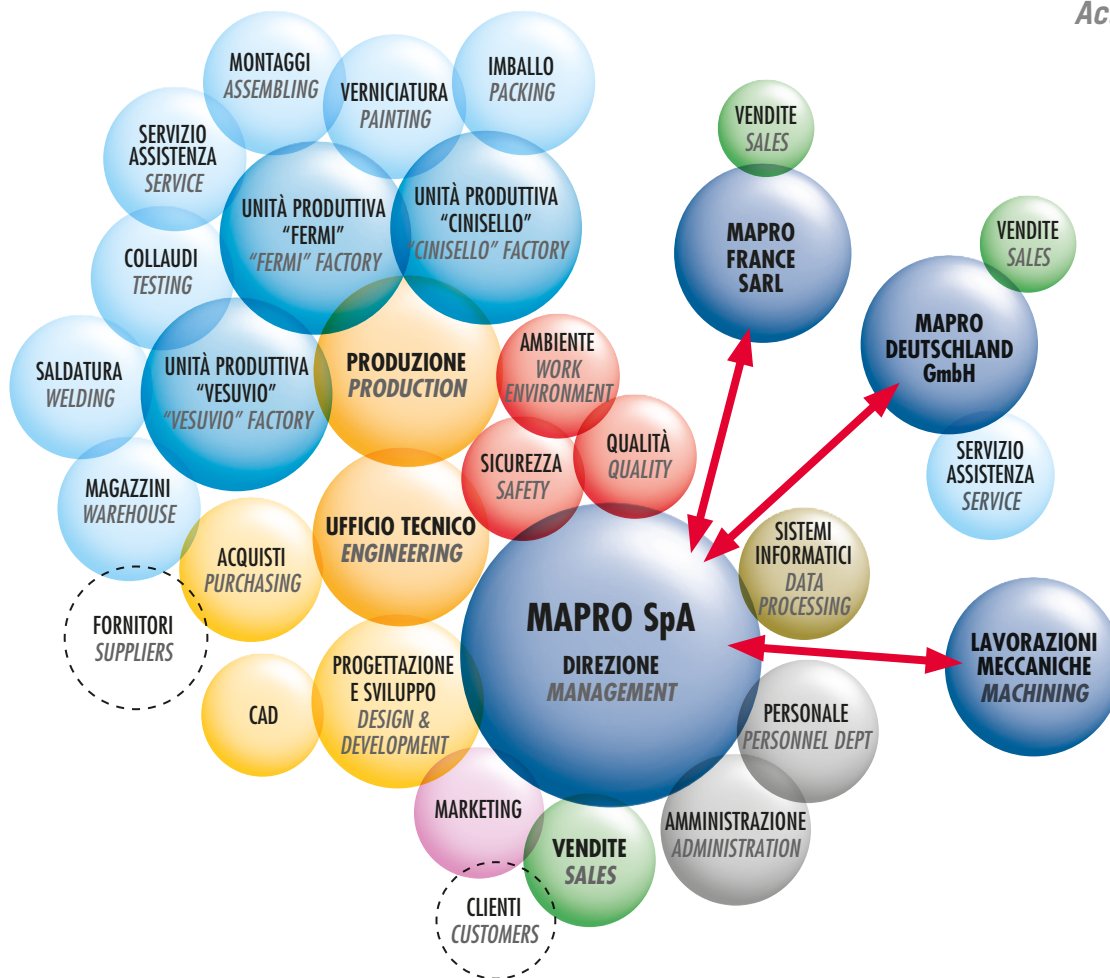 Ac
MONTAGGI
ASSEMBLING
VERNICIATURA
PAINTING
IMBALLO
PACKING
SERVIZIO
ASSISTENZA
SERVICE
UNITÀ PRODUTTIVA
“FERMI”
“FERMI” FACTORY
UNITÀ PRODUTTIVA
“CINISELLO”
“CINISELLO” FACTORY
COLLAUDI
TESTING
SALDATURA
WELDING
UNITÀ PRODUTTIVA
“VESUVIO”
“VESUVIO” FACTORY
PRODUZIONE
PRODUCTION
AMBIENTE
WORK
ENVIRONMENT
SICUREZZA
SAFETY
QUALITÀ
QUALITY
MAGAZZINI
WAREHOUSE
ACQUISTI
PURCHASING
UFFICIO TECNICO
ENGINEERING
FORNITORI
SUPPLIERS
CAD
PROGETTAZIONE
E SVILUPPO
DESIGN &
DEVELOPMENT
MAPRO SpA
DIREZIONE
MANAGEMENT
SISTEMI
INFORMATICI
DATA
PROCESSING
PERSONALE
PERSONNEL DEPT
AMMINISTRAZIONE
ADMINISTRATION
MARKETING
VENDITE
SALES
CLIENTI
CUSTOMERS
VENDITE
SALES
MAPRO
FRANCE
SARL
VENDITE
SALES
MAPRO
DEUTSCHLAND
GmbH
SERVIZIO
ASSISTENZA
SERVICE
LAVORAZIONI
MECCANICHE
MACHINING